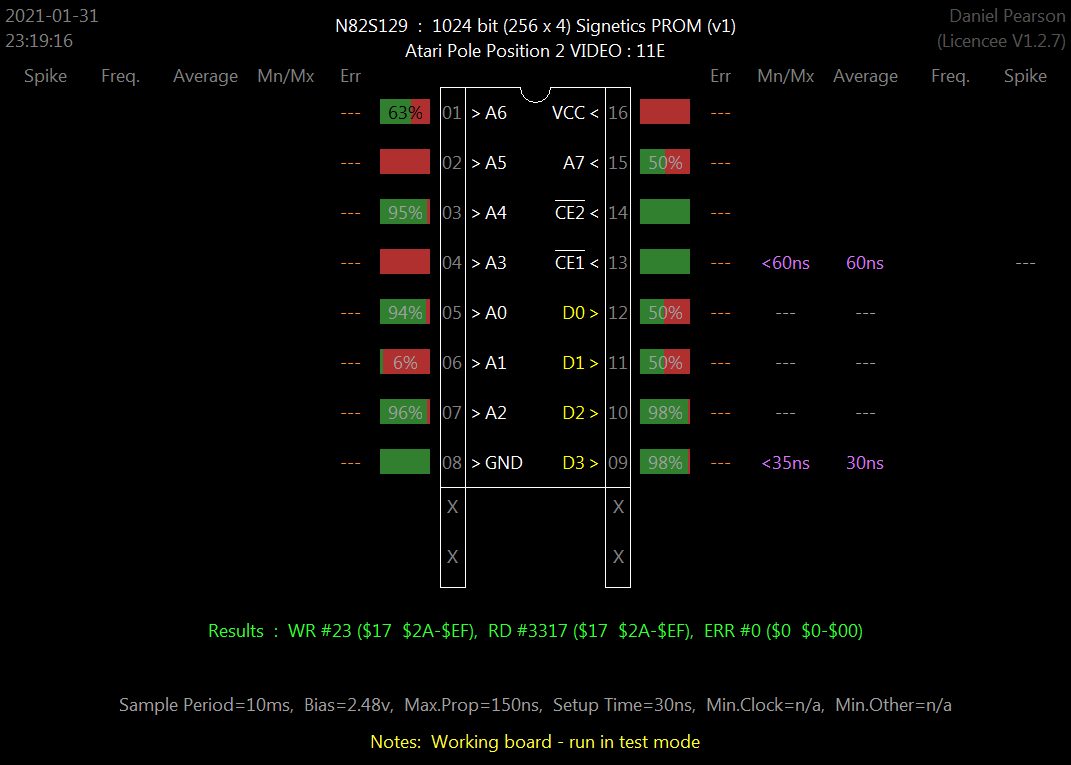 2021-01-31 N82S129 : 1024 bit (256 x 4) Signetics PROM (v1) Daniel Pearson
23:19:16 Atari Pole Position 2 VIDEO : 11E (Licencee V1.2.7)
Spike Freq. Average Mn/Mx Err Err Mn/Mx Average Freq. Spike
--- 63% 01 > A6 VCC < 16 ---
--- 02 > A5 A7 < 15 50% ---
--- 95% 03 > A4 CE2 < 14 ---
--- 04 > A3 CE1 < 13 --- <60ns 60ns ---
--- 94% 05 > A0 D0 > 12 50% --- --- ---
--- 6% 06 > A1 D1 > 11 50% --- --- ---
--- 96% 07 > A2 D2 > 10 98% --- --- ---
--- 08 > GND D3 > 09 98% --- <35ns 30ns
X X
X X
Results : WR #23 ($17 $2A-$EF), RD #3317 ($17 $2A-$EF), ERR #0 ($0 $0-$00)
Sample Period=10ms, Bias=2.48v, Max.Prop=150ns, Setup Time=30ns, Min.Clock=n/a, Min.Other=n/a
Notes: Working board - run in test mode